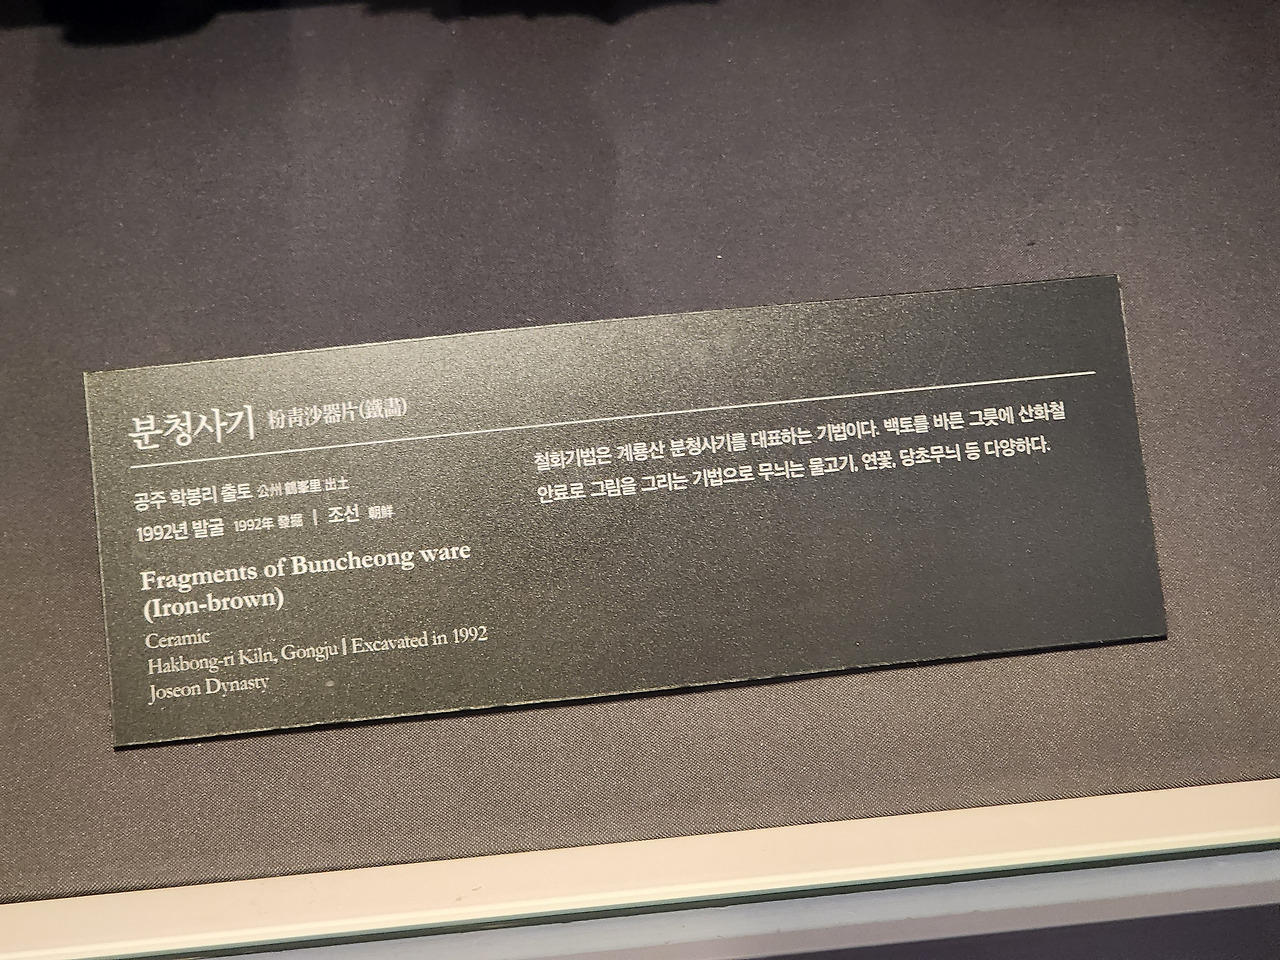 분청사기 粉靑沙器片(鐵畵)
공주 학봉리 출토 公州 鶴峯里 出土
1992년 발굴 1992年 發掘 | 조선 朝鮮
Fragments of Buncheong ware
(Iron-brown)
Ceramic
Hakbong-ri Kiln, Gongju | Excavated in 1992
Joseon Dynasty
철화기법은 계룡산 분청사기를 대표하는 기법이다. 백토를 바른 그릇에 산화철
안료로 그림을 그리는 기법으로 무늬는 물고기, 연꽃, 당초무늬 등 다양하다.